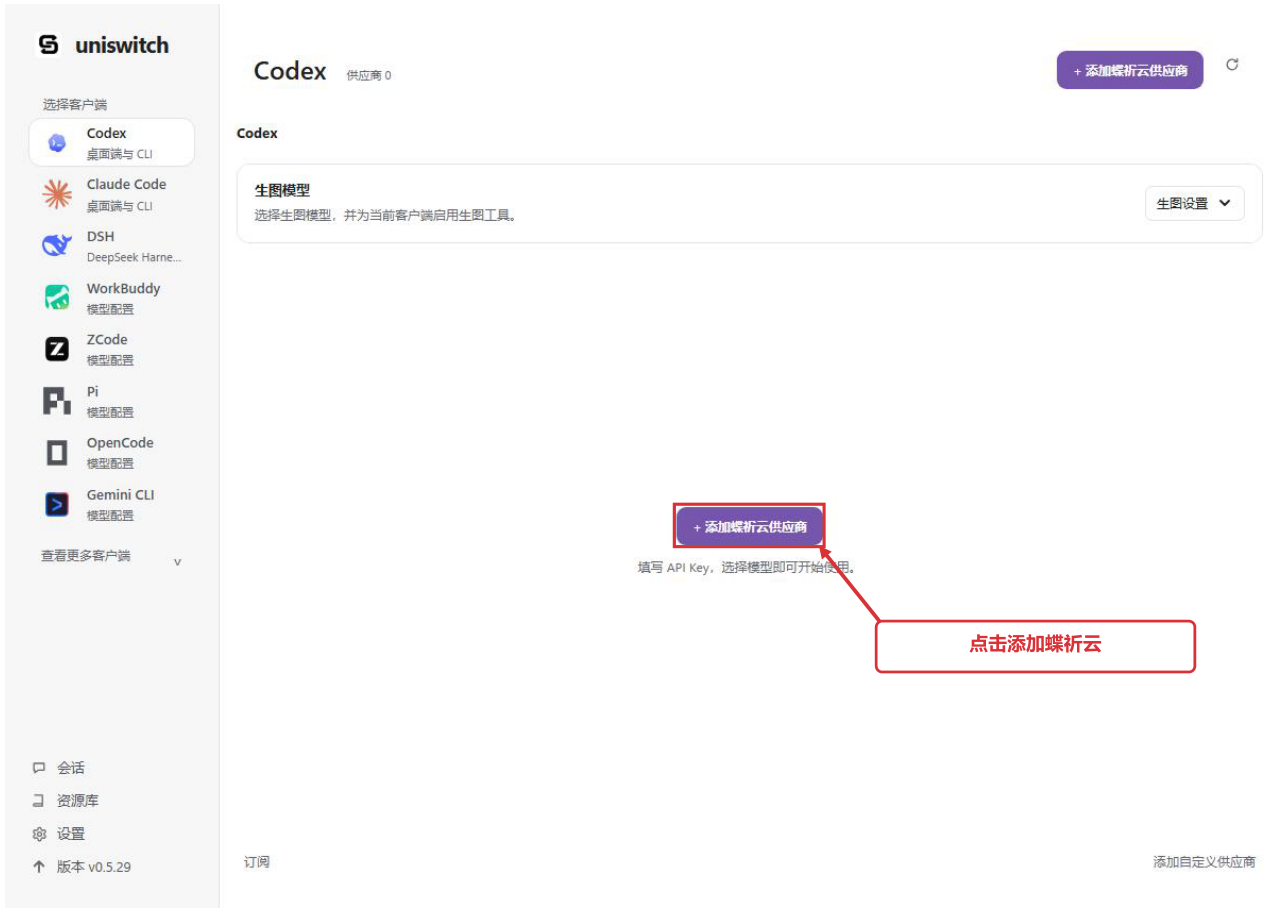 uniswitch
选择客户端
Codex
桌面端与 CLI
Claude Code
桌面端与 CLI
DSH
DeepSeek Harne...
WorkBuddy
模型配置
ZCode
模型配置
Pi
模型配置
OpenCode
模型配置
Gemini CLI
模型配置
查看更多客户端 v
会话
资源库
设置
版本 v0.5.29
Codex 供应商 0
+ 添加蝶祈云供应商
Codex
生图模型
选择生图模型，并为当前客户端启用生图工具。
生图设置
+ 添加蝶祈云供应商
填写 API Key，选择模型即可开始使用。
点击添加蝶祈云
订阅
添加自定义供应商